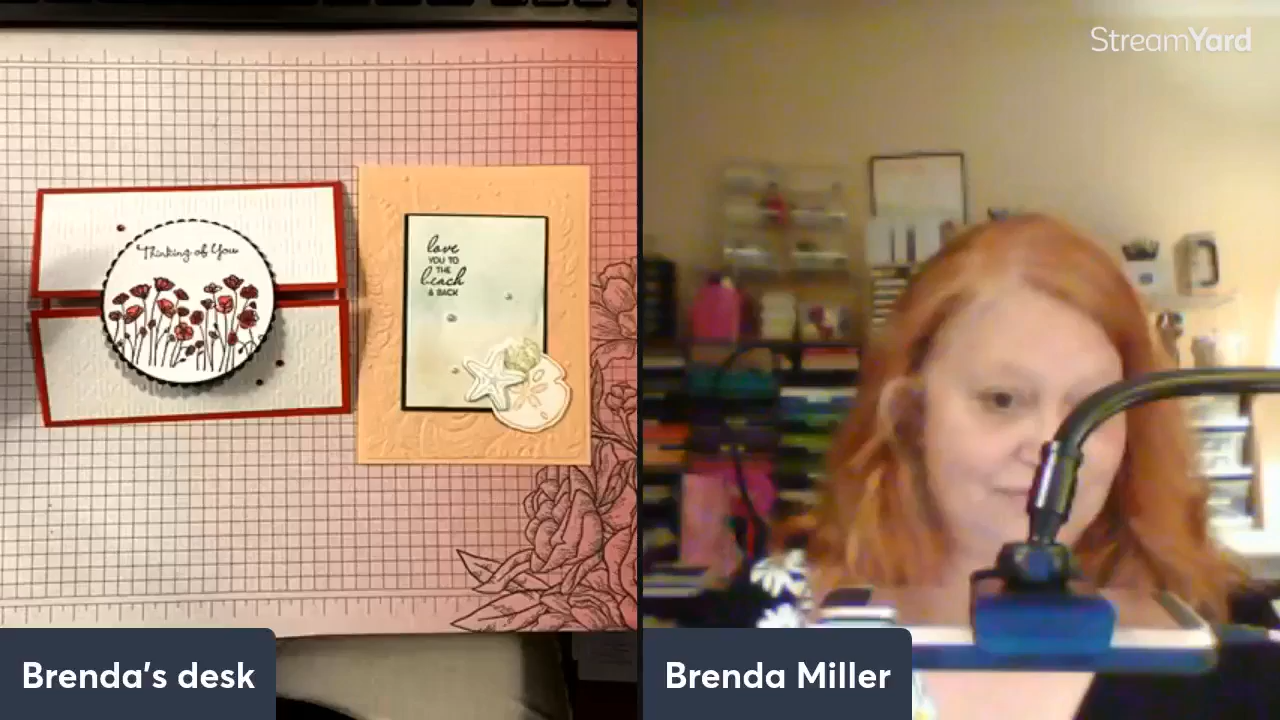 StreamYard
Thinking of You
love
YOU TO
THE
beach
& BACK
Brenda's desk
Brenda Miller